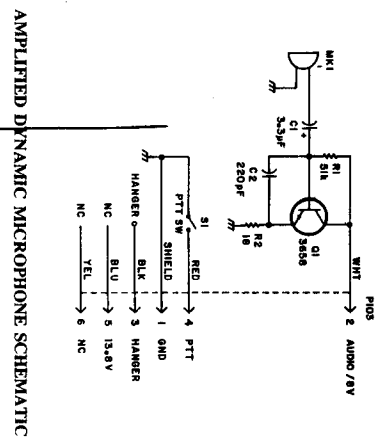 AMPLIFIED DYNAMIC MICROPHONE SCHEMATIC
MK1
C1
3.3µF
+
R1
51k
C2
220pF
Q1
3658
R2
18
WHT
P103
2 AUDIO/8V
S1
PTT SW
RED
4 PTT
SHIELD
1 GND
HANGER
BLK
3 HANGER
NC
BLU
5 13.8V
NC
YEL
6 NC